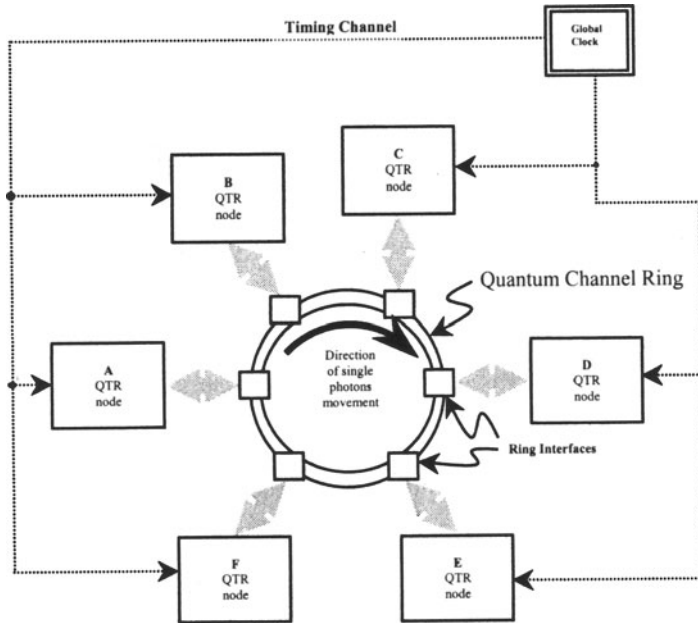 Timing Channel
Global
Clock
C
QTR
node
B
QTR
node
Quantum Channel Ring
Direction
of single
photons
movement
A
QTR
node
D
QTR
node
Ring Interfaces
F
QTR
node
E
QTR
node